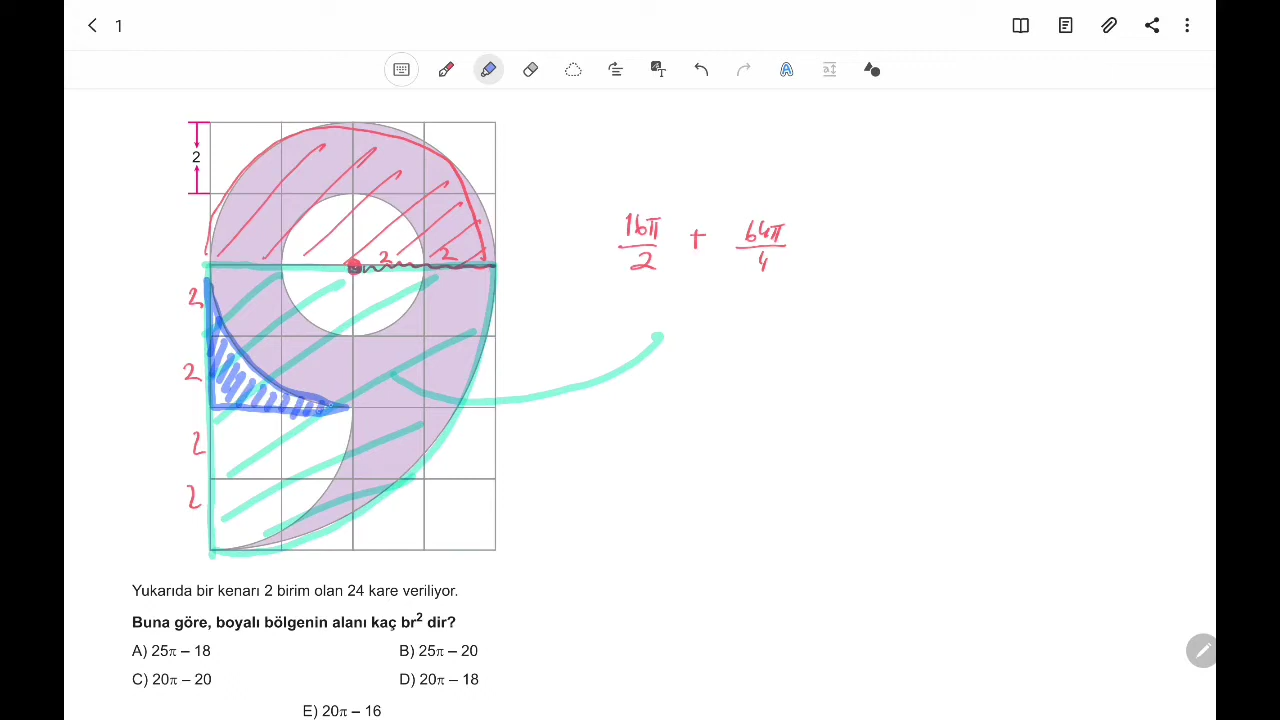 1
2
16π/2 + 64π/4
2 2
2
2
2
2
Yukarıda bir kenarı 2 birim olan 24 kare veriliyor.
Buna göre, boyalı bölgenin alanı kaç br² dir?
A) 25π – 18 B) 25π – 20
C) 20π – 20 D) 20π – 18
E) 20π – 16